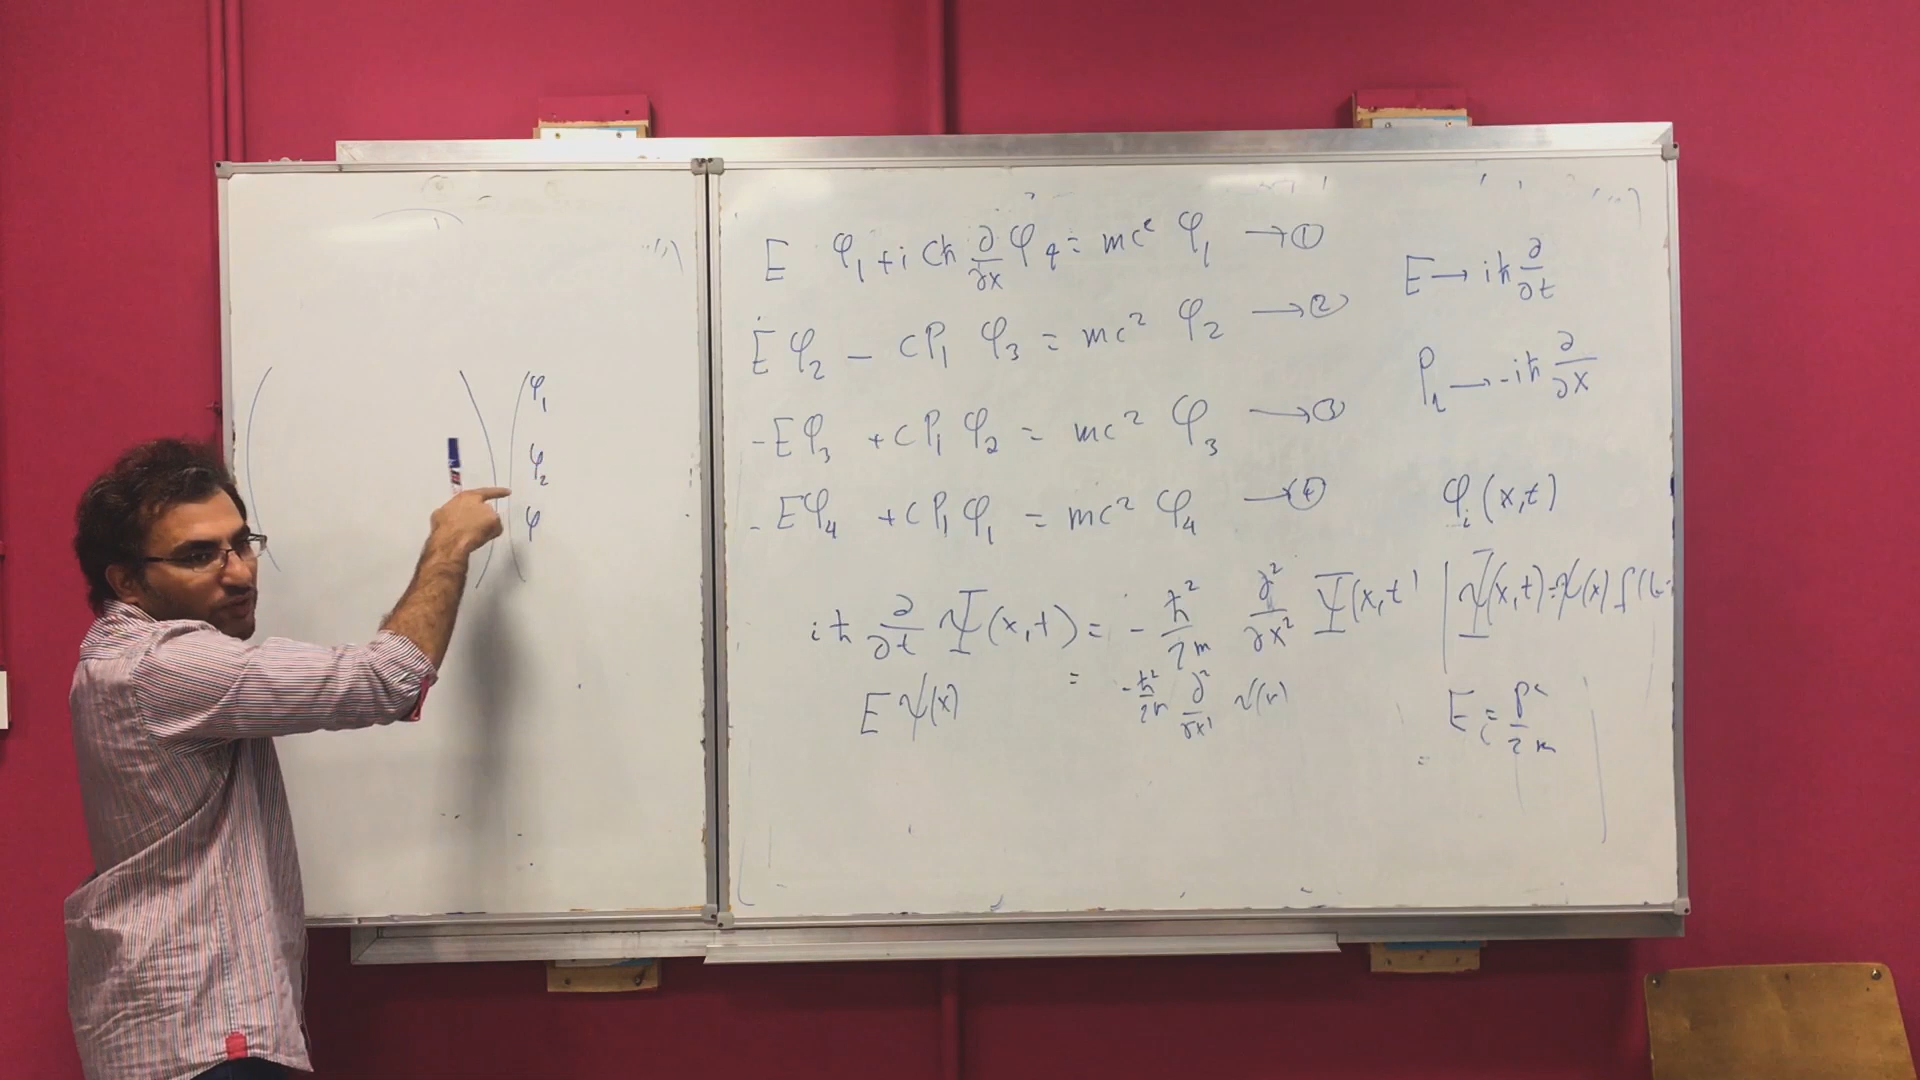 φ₁
φ₂
φ
E φ₁ + i cħ ∂/∂x φ₄ = mc² φ₁ → ①
E φ₂ − cP₁ φ₃ = mc² φ₂ → ②
-Eφ₃ + cP₁ φ₂ = mc² φ₃ → ③
-Eφ₄ + cP₁ φ₁ = mc² φ₄ → ④
iħ ∂/∂t Ψ(x,t) = - ħ²/2m ∂²/∂x² Ψ(x,t)
E ψ(x) = -ħ²/2m ∂²/∂x² ψ(x)
E → iħ ∂/∂t
P₁ → -iħ ∂/∂x
φᵢ(x,t)
Ψ(x,t) = ψ(x) f(t
E = P²/2m